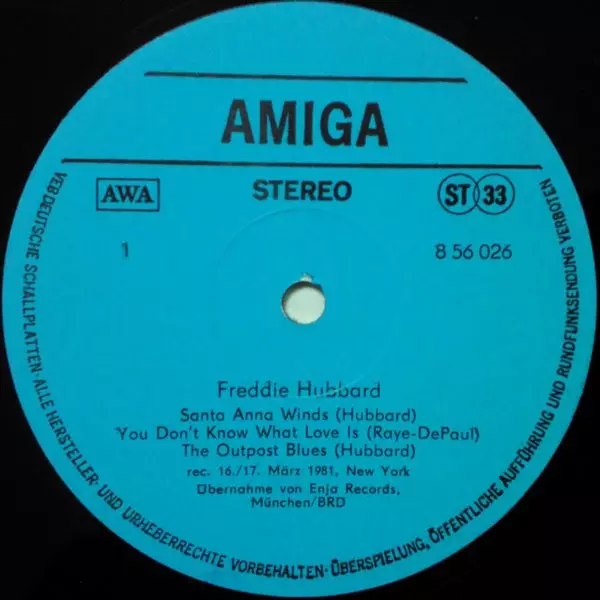 AMIGA
AWA
STEREO
ST 33
1
8 56 026
Freddie Hubbard
Santa Anna Winds (Hubbard)
You Don't Know What Love Is (Raye-DePaul)
The Outpost Blues (Hubbard)
rec. 16./17. März 1981, New York
Übernahme von Enja Records,
München/BRD
VEB DEUTSCHE SCHALLPLATTEN · ALLE HERSTELLER- UND URHEBERRECHTE VORBEHALTEN · ÜBERSPIELUNG, ÖFFENTLICHE AUFFÜHRUNG UND RUNDFUNKSENDUNG VERBOTEN